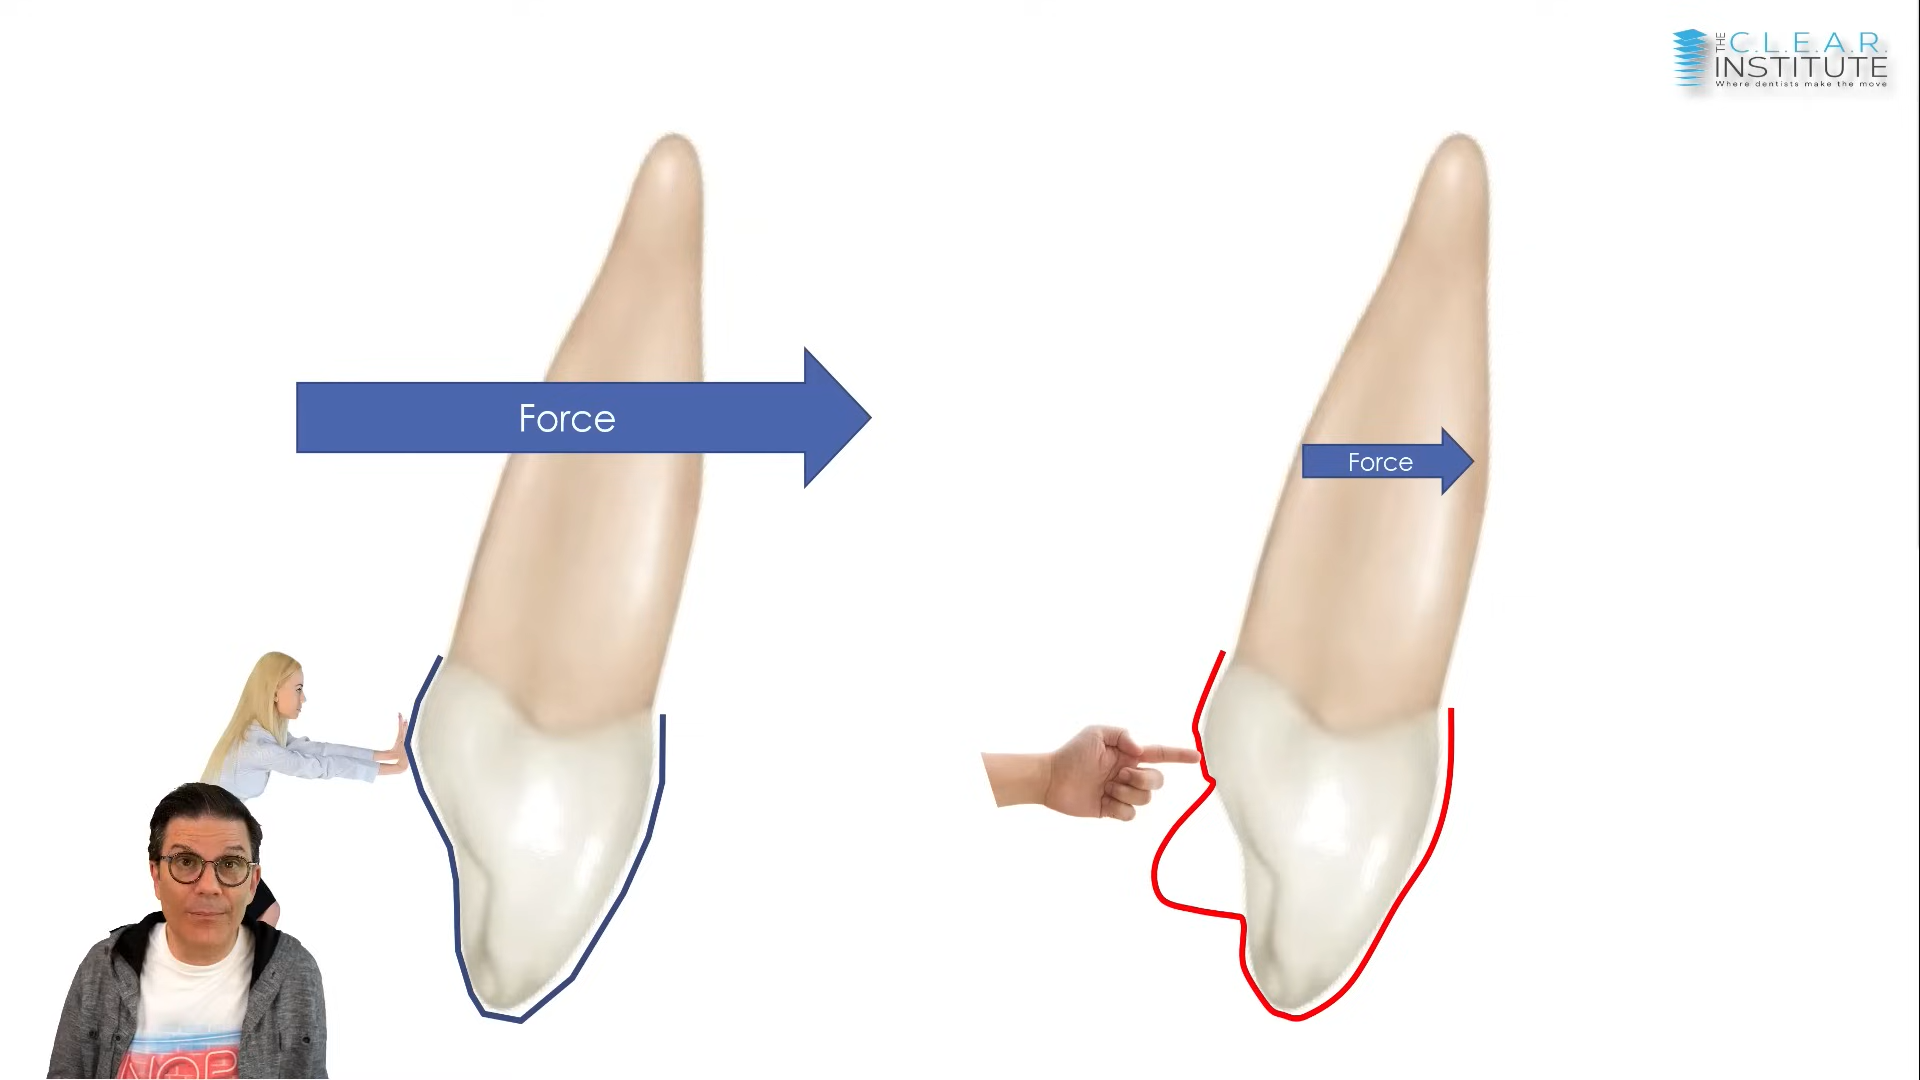 THE
C.L.E.A.R.
INSTITUTE
Where dentists make the move
Force
Force